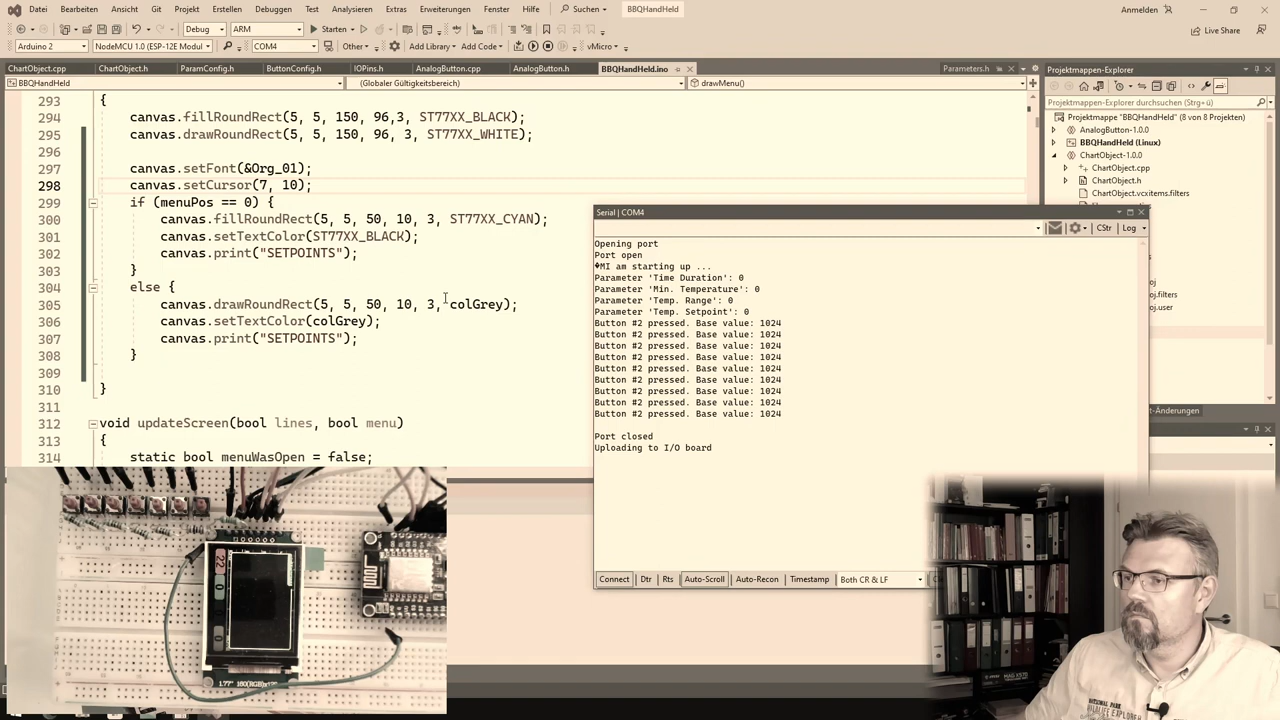 Datei Bearbeiten Ansicht Git Projekt Erstellen Debuggen Test Analysieren Extras Erweiterungen Fenster Hilfe Suchen BBQHandHeld Anmelden
Debug ARM Starten Add Library Add Code vMicro Live Share
Arduino 2 NodeMCU 1.0 (ESP-12E Modul COM4 Other
ChartObject.cpp ChartObject.h ParamConfig.h ButtonConfig.h IOPins.h AnalogButton.cpp AnalogButton.h BBQHandHeld.ino Parameters.h Projektmappen-Explorer
BBQHandHeld (Globaler Gültigkeitsbereich) drawMenu()
Projektmappen-Explorer durchsuchen (Strg+ü)
Projektmappe "BBQHandHeld" (8 von 8 Projekten)
AnalogButton-1.0.0
BBQHandHeld (Linux)
ChartObject-1.0.0
ChartObject.cpp
ChartObject.h
ChartObject.vcxitems.filters
oj.filters
oj.user
t-Änderungen
293 {
294 canvas.fillRoundRect(5, 5, 150, 96,3, ST77XX_BLACK);
295 canvas.drawRoundRect(5, 5, 150, 96, 3, ST77XX_WHITE);
296
297 canvas.setFont(&Org_01);
298 canvas.setCursor(7, 10);
299 if (menuPos == 0) {
300 canvas.fillRoundRect(5, 5, 50, 10, 3, ST77XX_CYAN);
301 canvas.setTextColor(ST77XX_BLACK);
302 canvas.print("SETPOINTS");
303 }
304 else {
305 canvas.drawRoundRect(5, 5, 50, 10, 3, colGrey);
306 canvas.setTextColor(colGrey);
307 canvas.print("SETPOINTS");
308 }
309
310 }
311
312 void updateScreen(bool lines, bool menu)
313 {
314 static bool menuWasOpen = false;
Serial | COM4
CStr Log
Opening port
Port open
�MI am starting up ...
Parameter 'Time Duration': 0
Parameter 'Min. Temperature': 0
Parameter 'Temp. Range': 0
Parameter 'Temp. Setpoint': 0
Button #2 pressed. Base value: 1024
Button #2 pressed. Base value: 1024
Button #2 pressed. Base value: 1024
Button #2 pressed. Base value: 1024
Button #2 pressed. Base value: 1024
Button #2 pressed. Base value: 1024
Button #2 pressed. Base value: 1024
Button #2 pressed. Base value: 1024
Button #2 pressed. Base value: 1024
Port closed
Uploading to I/O board
Connect Dtr Rts Auto-Scroll Auto-Recon Timestamp Both CR & LF
22
0
0